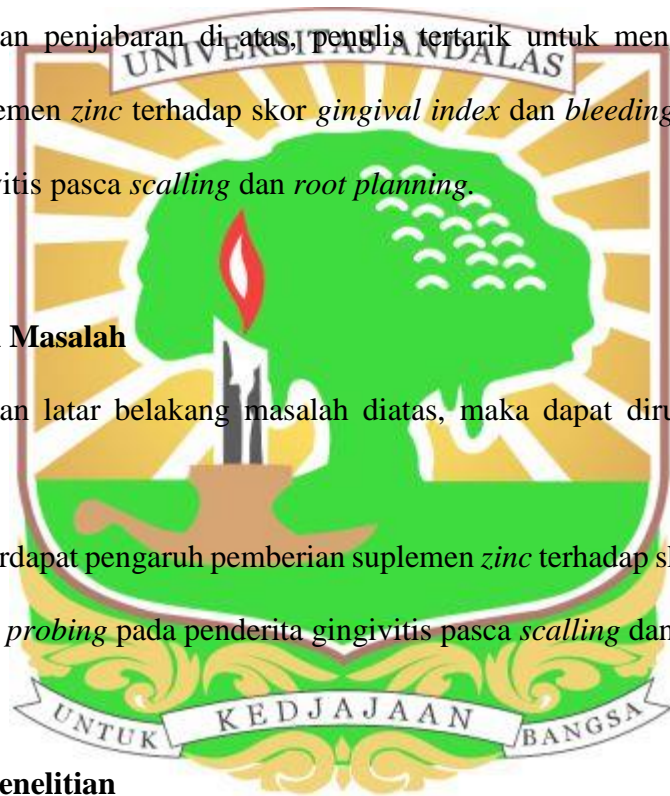 an penjabaran di atas, penulis tertarik untuk men
UNIVERSITAS ANDALAS
emen zinc terhadap skor gingival index dan bleeding
vitis pasca scalling dan root planning.
Masalah
an latar belakang masalah diatas, maka dapat diru
rdapat pengaruh pemberian suplemen zinc terhadap sk
probing pada penderita gingivitis pasca scalling dan
UNTUK KEDJAJAAN BANGSA
enelitian